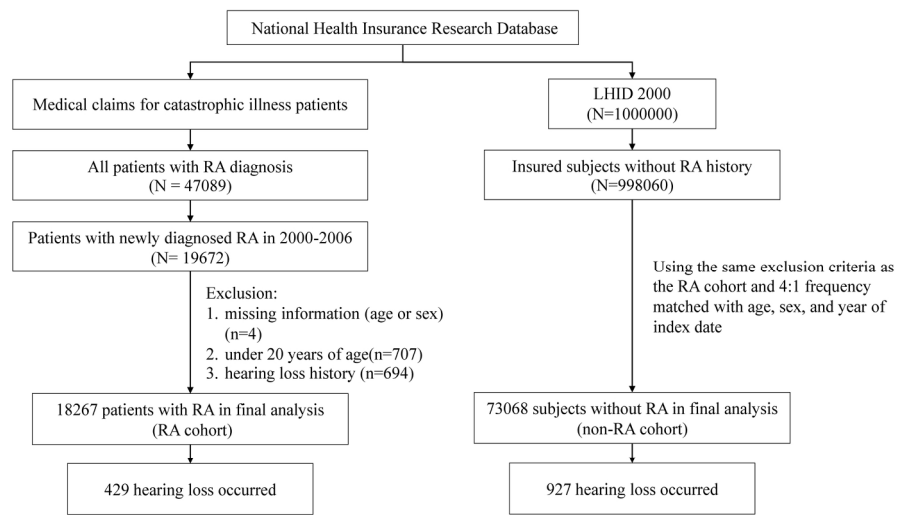 National Health Insurance Research Database
Medical claims for catastrophic illness patients
LHID 2000
(N=1000000)
All patients with RA diagnosis
(N = 47089)
Insured subjects without RA history
(N=998060)
Patients with newly diagnosed RA in 2000-2006
(N= 19672)
Exclusion:
1. missing information (age or sex)
(n=4)
2. under 20 years of age(n=707)
3. hearing loss history (n=694)
Using the same exclusion criteria as
the RA cohort and 4:1 frequency
matched with age, sex, and year of
index date
18267 patients with RA in final analysis
(RA cohort)
73068 subjects without RA in final analysis
(non-RA cohort)
429 hearing loss occurred
927 hearing loss occurred